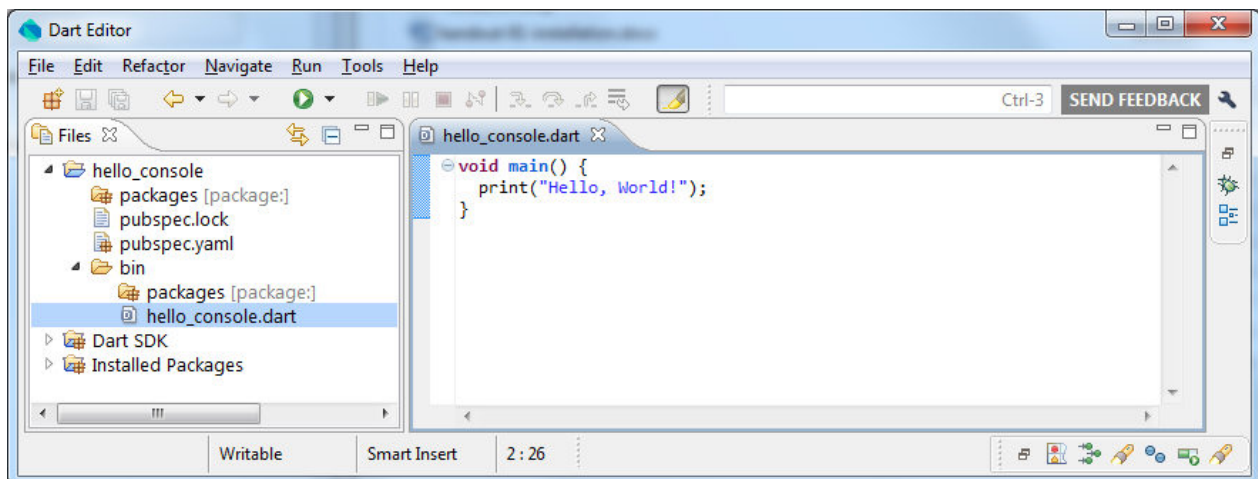 Dart Editor
File Edit Refactor Navigate Run Tools Help
Ctrl-3 SEND FEEDBACK
Files
hello_console.dart
hello_console
packages [package:]
pubspec.lock
pubspec.yaml
bin
packages [package:]
hello_console.dart
Dart SDK
Installed Packages
void main() {
  print("Hello, World!");
}
Writable Smart Insert 2 : 26